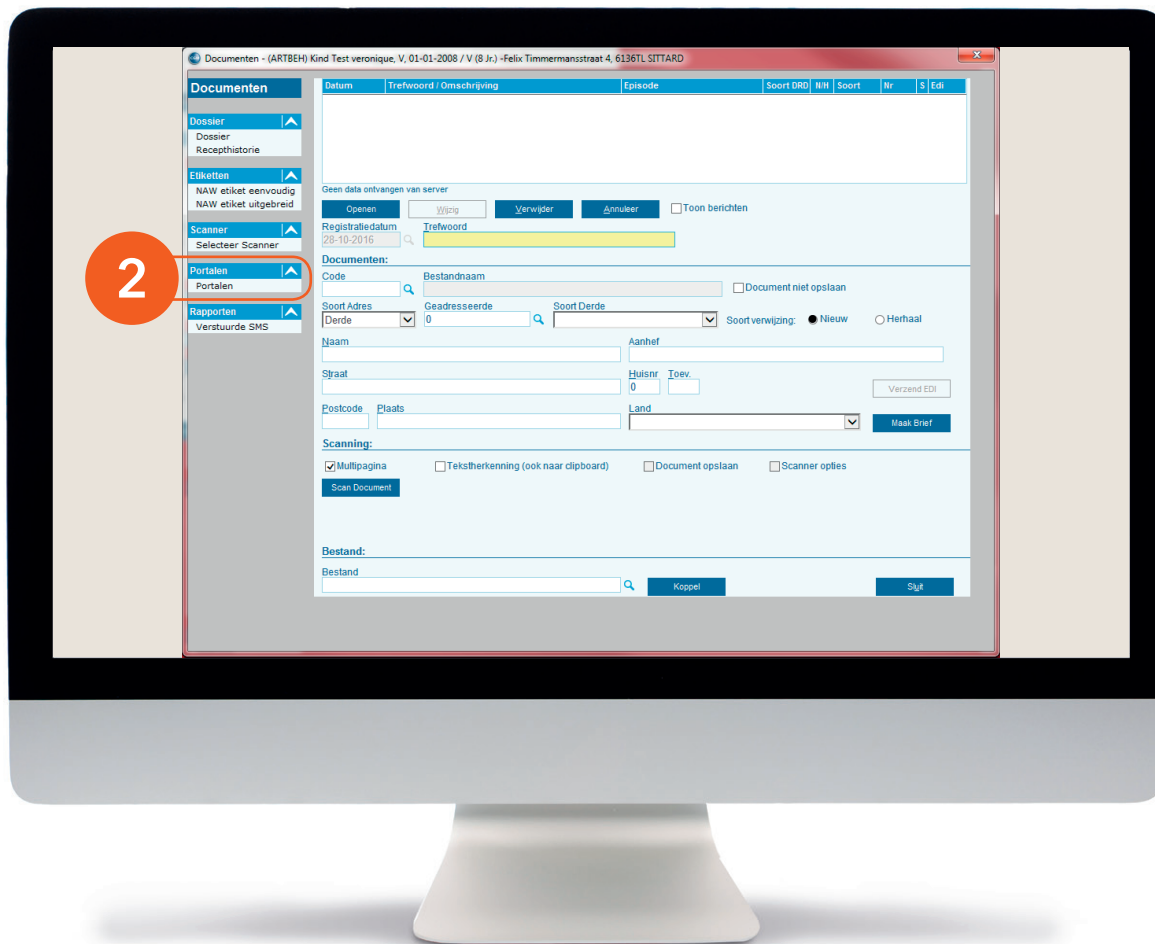 Documenten - (ARTBEH) Kind Test veronique, V, 01-01-2008 / V (8 Jr.) -Felix Timmermansstraat 4, 6136TL SITTARD
Documenten
Dossier
Dossier
Recepthistorie
Etiketten
NAW etiket eenvoudig
NAW etiket uitgebreid
Scanner
Selecteer Scanner
2
Portalen
Portalen
Rapporten
Verstuurde SMS
Datum Trefwoord / Omschrijving Episode Soort DRD N/H Soort Nr S Edi
Geen data ontvangen van server
Openen Wijzig Verwijder Annuleer Toon berichten
Registratiedatum Trefwoord
28-10-2016
Documenten:
Code Bestandnaam
Document niet opslaan
Soort Adres Geadresseerde Soort Derde
Derde 0 Soort verwijzing: Nieuw Herhaal
Naam Aanhef
Straat Huisnr Toev.
0 Verzend EDI
Postcode Plaats Land
Maak Brief
Scanning:
Multipagina Tekstherkenning (ook naar clipboard) Document opslaan Scanner opties
Scan Document
Bestand:
Bestand
Koppel Sluit